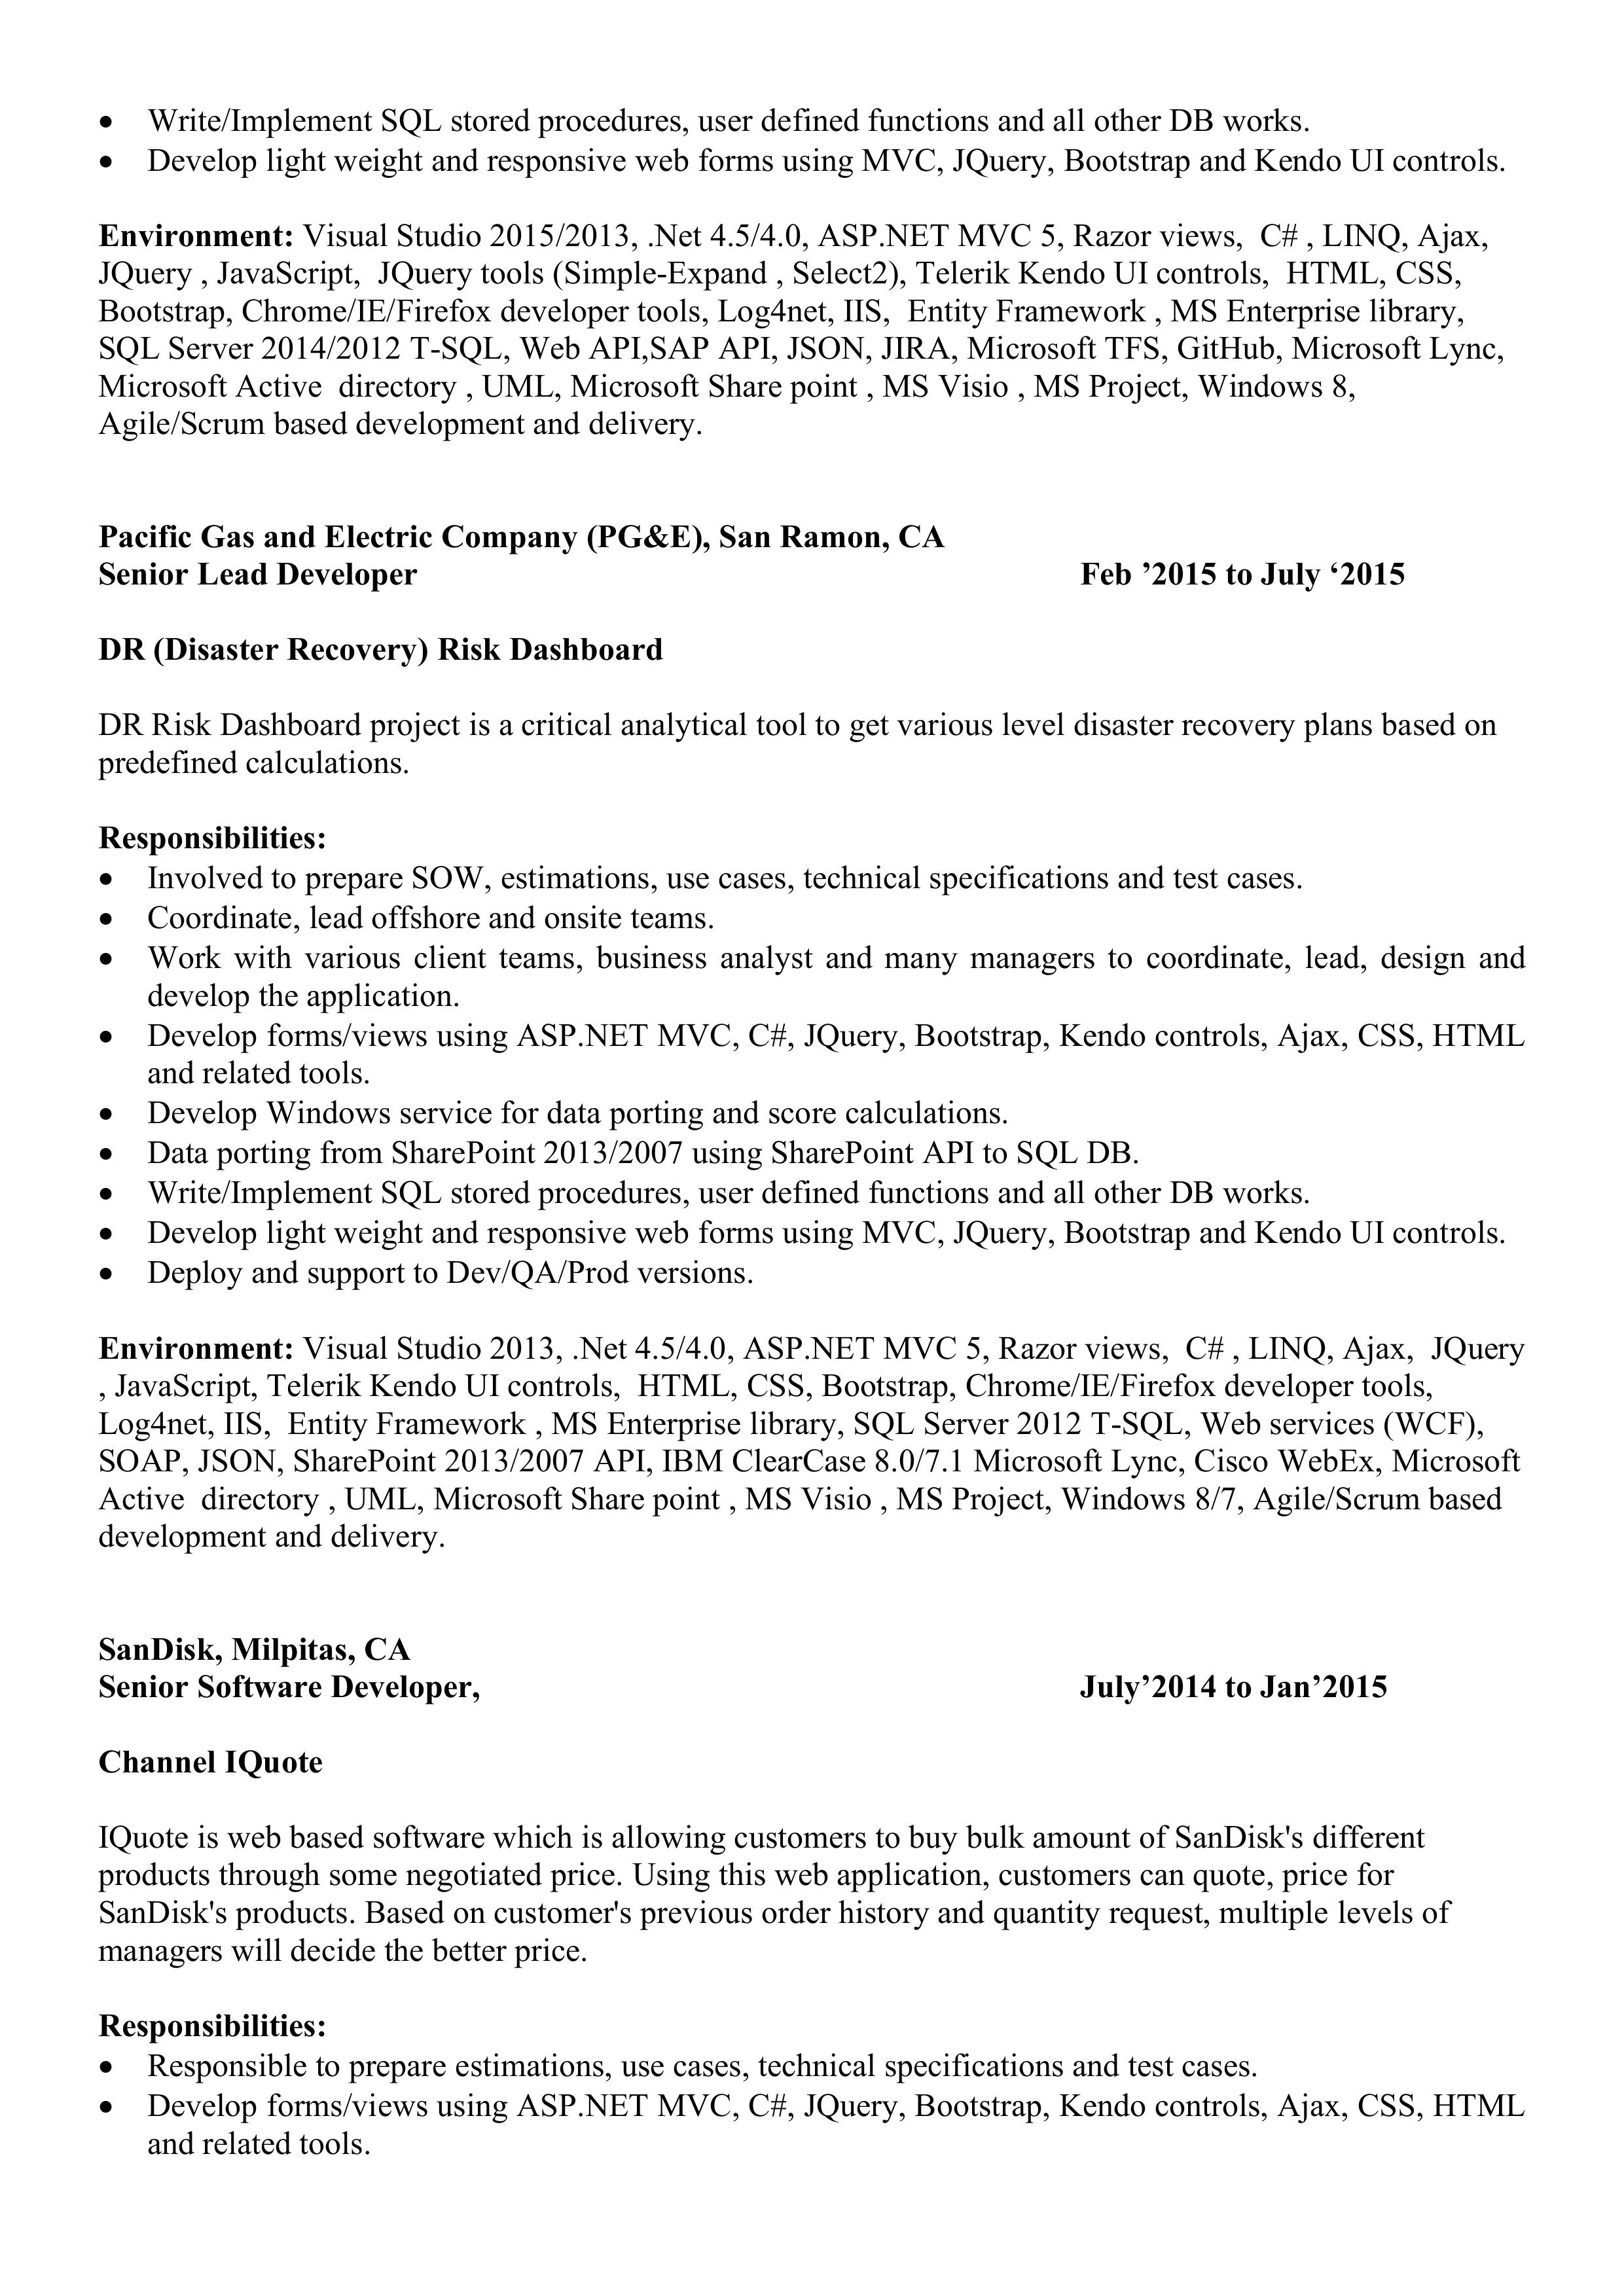 • Write/Implement SQL stored procedures, user defined functions and all other DB works.
• Develop light weight and responsive web forms using MVC, JQuery, Bootstrap and Kendo UI controls.
Environment: Visual Studio 2015/2013, .Net 4.5/4.0, ASP.NET MVC 5, Razor views,  C# , LINQ, Ajax,
JQuery , JavaScript,  JQuery tools (Simple-Expand , Select2), Telerik Kendo UI controls,  HTML, CSS,
Bootstrap, Chrome/IE/Firefox developer tools, Log4net, IIS,  Entity Framework , MS Enterprise library,
SQL Server 2014/2012 T-SQL, Web API,SAP API, JSON, JIRA, Microsoft TFS, GitHub, Microsoft Lync,
Microsoft Active  directory , UML, Microsoft Share point , MS Visio , MS Project, Windows 8,
Agile/Scrum based development and delivery.
Pacific Gas and Electric Company (PG&E), San Ramon, CA
Senior Lead Developer Feb ’2015 to July ‘2015
DR (Disaster Recovery) Risk Dashboard
DR Risk Dashboard project is a critical analytical tool to get various level disaster recovery plans based on
predefined calculations.
Responsibilities:
• Involved to prepare SOW, estimations, use cases, technical specifications and test cases.
• Coordinate, lead offshore and onsite teams.
• Work with various client teams, business analyst and many managers to coordinate, lead, design and
develop the application.
• Develop forms/views using ASP.NET MVC, C#, JQuery, Bootstrap, Kendo controls, Ajax, CSS, HTML
and related tools.
• Develop Windows service for data porting and score calculations.
• Data porting from SharePoint 2013/2007 using SharePoint API to SQL DB.
• Write/Implement SQL stored procedures, user defined functions and all other DB works.
• Develop light weight and responsive web forms using MVC, JQuery, Bootstrap and Kendo UI controls.
• Deploy and support to Dev/QA/Prod versions.
Environment: Visual Studio 2013, .Net 4.5/4.0, ASP.NET MVC 5, Razor views,  C# , LINQ, Ajax,  JQuery
, JavaScript, Telerik Kendo UI controls,  HTML, CSS, Bootstrap, Chrome/IE/Firefox developer tools,
Log4net, IIS,  Entity Framework , MS Enterprise library, SQL Server 2012 T-SQL, Web services (WCF),
SOAP, JSON, SharePoint 2013/2007 API, IBM ClearCase 8.0/7.1 Microsoft Lync, Cisco WebEx, Microsoft
Active  directory , UML, Microsoft Share point , MS Visio , MS Project, Windows 8/7, Agile/Scrum based
development and delivery.
SanDisk, Milpitas, CA
Senior Software Developer, July’2014 to Jan’2015
Channel IQuote
IQuote is web based software which is allowing customers to buy bulk amount of SanDisk's different
products through some negotiated price. Using this web application, customers can quote, price for
SanDisk's products. Based on customer's previous order history and quantity request, multiple levels of
managers will decide the better price.
Responsibilities:
• Responsible to prepare estimations, use cases, technical specifications and test cases.
• Develop forms/views using ASP.NET MVC, C#, JQuery, Bootstrap, Kendo controls, Ajax, CSS, HTML
and related tools.